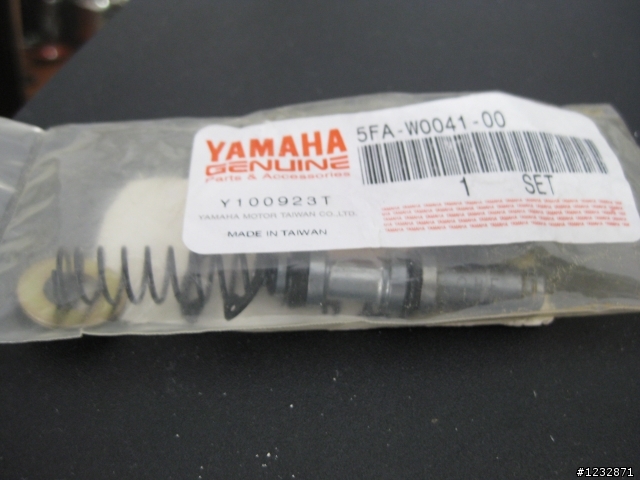 YAMAHA
GENUINE
Parts & Accessories
5FA-W0041-00
1 SET
Y100923T
YAMAHA MOTOR TAIWAN CO.,LTD.
MADE IN TAIWAN
#1232871